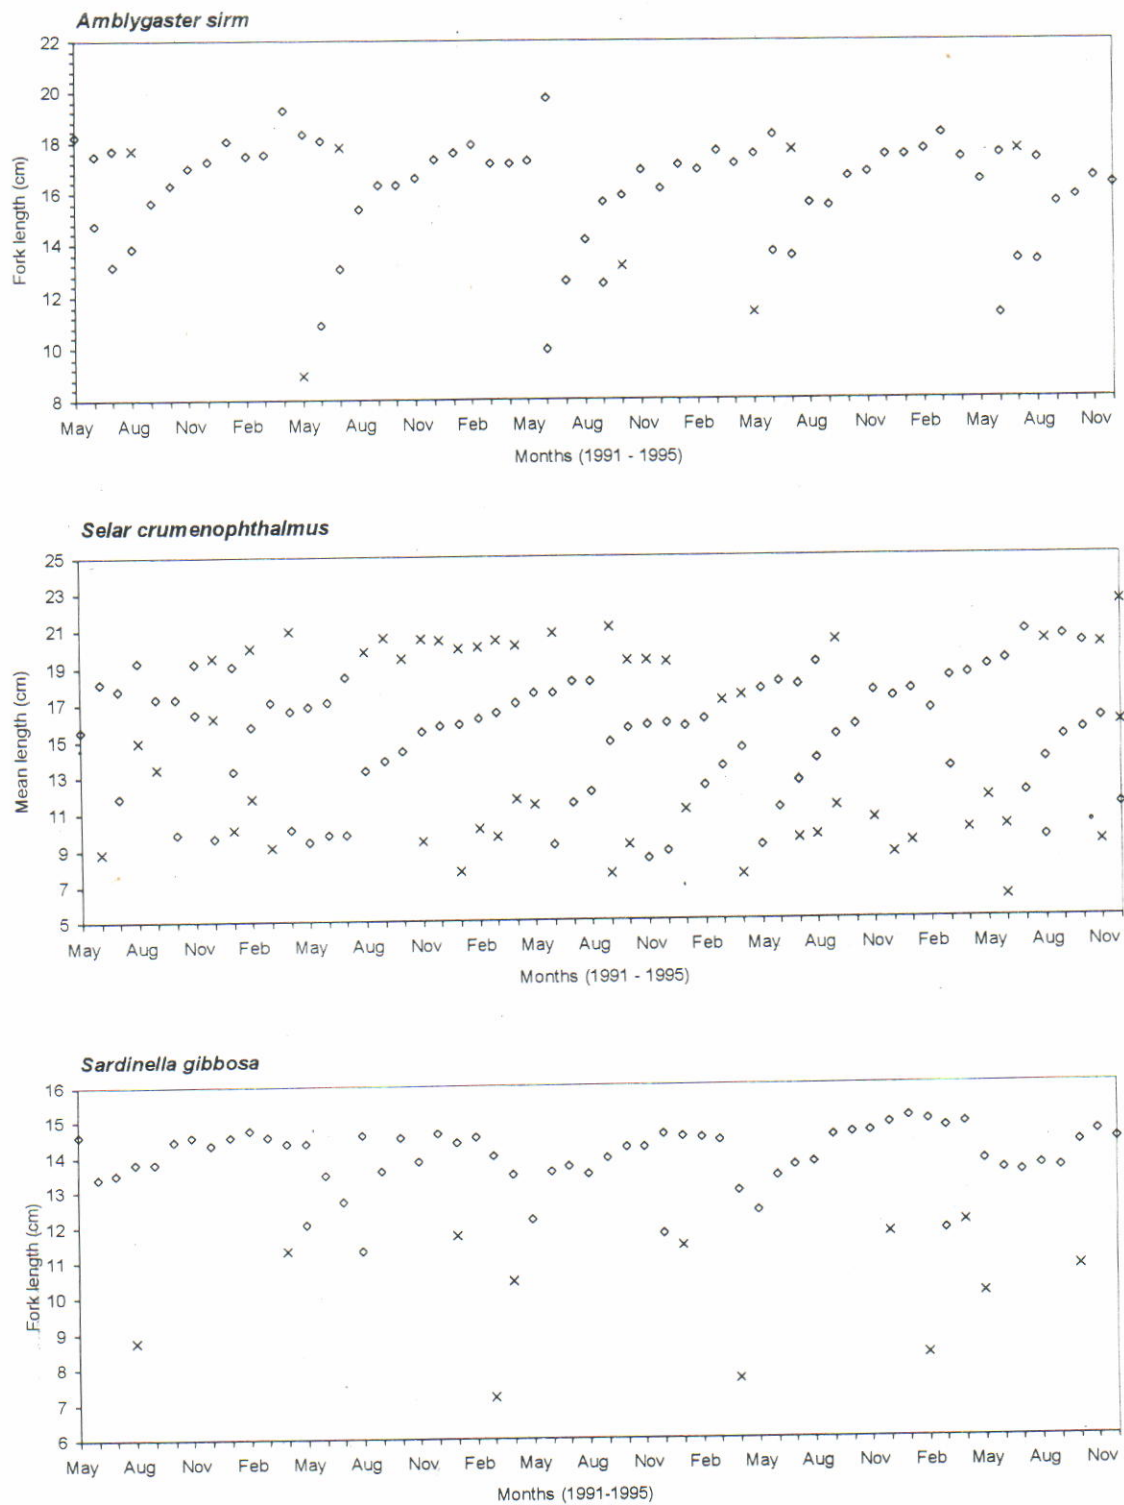 Amblygaster sirm
22
20
18
16
14
12
10
8
Fork length (cm)
May Aug Nov Feb May Aug Nov Feb May Aug Nov Feb May Aug Nov Feb May Aug Nov
Months (1991 - 1995)
Selar crumenophthalmus
25
23
21
19
17
15
13
11
9
7
5
Mean length (cm)
May Aug Nov Feb May Aug Nov Feb May Aug Nov Feb May Aug Nov Feb May Aug Nov
Months (1991 - 1995)
Sardinella gibbosa
16
15
14
13
12
11
10
9
8
7
6
Fork length (cm)
May Aug Nov Feb May Aug Nov Feb May Aug Nov Feb May Aug Nov Feb May Aug Nov
Months (1991-1995)